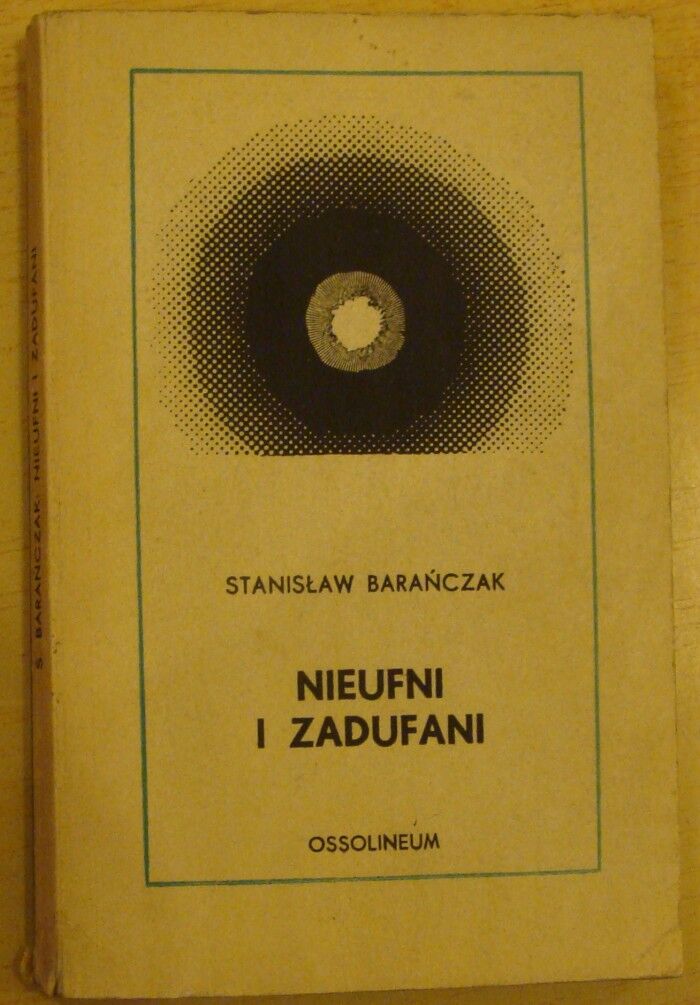 STANISŁAW BARAŃCZAK
NIEUFNI
I ZADUFANI
OSSOLINEUM
S. BARAŃCZAK: NIEUFNI I ZADUFANI